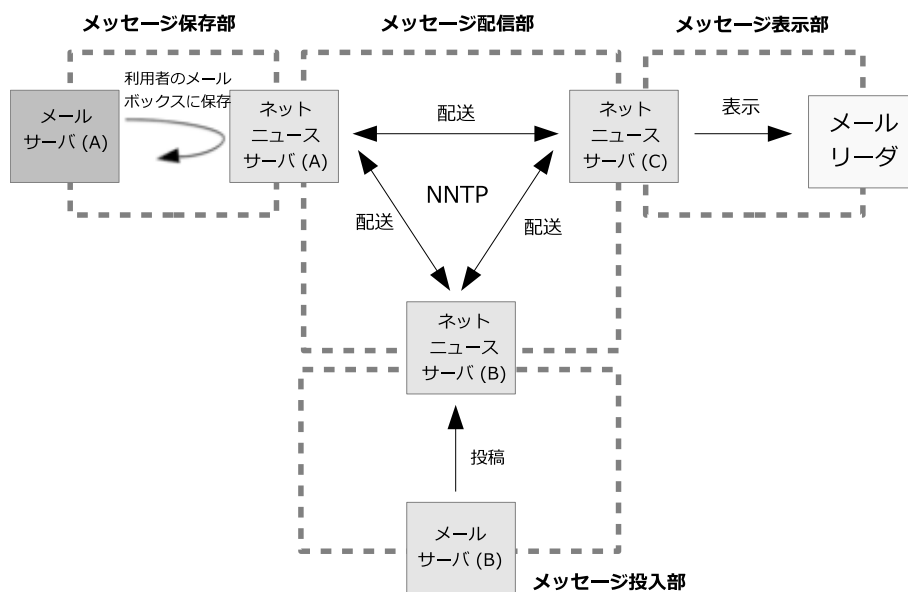 メッセージ保存部
メッセージ配信部
メッセージ表示部
利用者のメール
ボックスに保存
メール
サーバ (A)
ネット
ニュース
サーバ (A)
配送
ネット
ニュース
サーバ (C)
表示
メール
リーダ
NNTP
配送
配送
ネット
ニュース
サーバ (B)
投稿
メール
サーバ (B)
メッセージ投入部